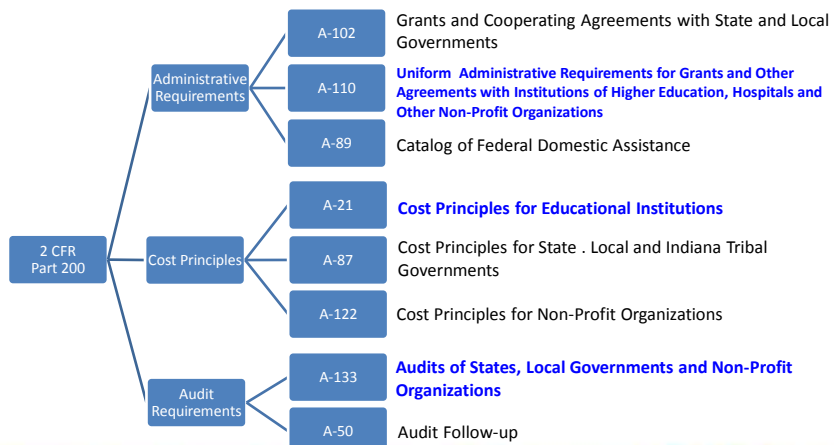 2 CFR
Part 200
Administrative
Requirements
A-102
Grants and Cooperating Agreements with State and Local
Governments
A-110
Uniform Administrative Requirements for Grants and Other
Agreements with Institutions of Higher Education, Hospitals and
Other Non-Profit Organizations
A-89
Catalog of Federal Domestic Assistance
Cost Principles
A-21
Cost Principles for Educational Institutions
A-87
Cost Principles for State . Local and Indiana Tribal
Governments
A-122
Cost Principles for Non-Profit Organizations
Audit
Requirements
A-133
Audits of States, Local Governments and Non-Profit
Organizations
A-50
Audit Follow-up